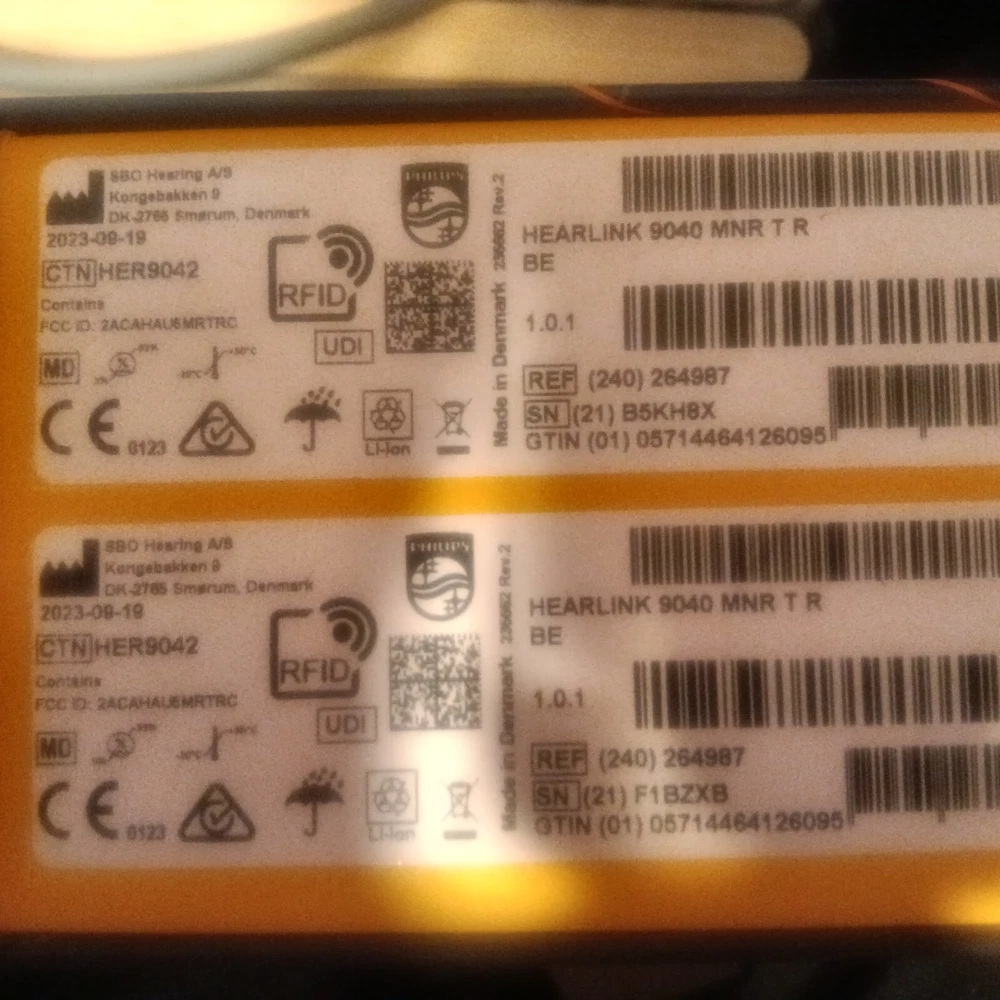 SBO Hearing A/S
Kongebakken 9
DK-2765 Smørum, Denmark
2023-09-19
CTN HER9042
Contains
FCC ID: 2ACAHAU5MRTRC
MD
CE 0123
RFID
UDI
Li-Ion
PHILIPS
Made in Denmark 236662 Rev.2
HEARLINK 9040 MNR T R
BE
1.0.1
REF (240) 264987
SN (21) B5KH8X
GTIN (01) 05714464126095
SBO Hearing A/S
Kongebakken 9
DK-2765 Smørum, Denmark
2023-09-19
CTN HER9042
Contains
FCC ID: 2ACAHAU5MRTRC
MD
CE 0123
RFID
UDI
Li-Ion
PHILIPS
Made in Denmark 236662 Rev.2
HEARLINK 9040 MNR T R
BE
1.0.1
REF (240) 264987
SN (21) F1BZXB
GTIN (01) 05714464126095